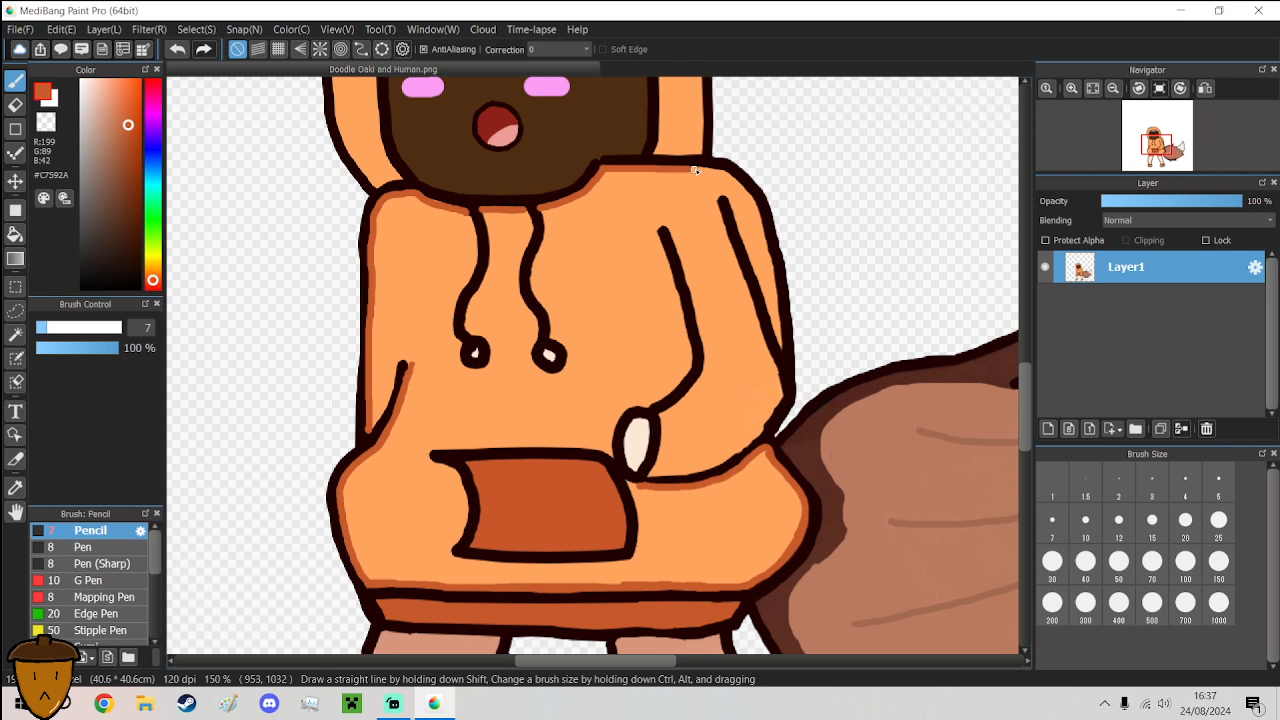 MediBang Paint Pro (64bit)
File(F) Edit(E) Layer(L) Filter(R) Select(S) Snap(N) Color(C) View(V) Tool(T) Window(W) Cloud Time-lapse Help
AntiAliasing Correction 0 Soft Edge
Color
Doodle Oaki and Human.png
Navigator
R:199
G:89
B:42
#C7592A
Layer
Opacity 100 %
Blending Normal
Protect Alpha Clipping Lock
Layer1
Brush Control
7
100 %
Brush Size
1 1.5 2 3 4 5
7 10 12 15 20 25
30 40 50 70 100 150
200 300 400 500 700 1000
Brush: Pencil
7 Pencil
8 Pen
8 Pen (Sharp)
10 G Pen
8 Mapping Pen
20 Edge Pen
50 Stipple Pen
(40.6 * 40.6cm) 120 dpi 150 % (953, 1032) Draw a straight line by holding down Shift, Change a brush size by holding down Ctrl, Alt, and dragging
16:37
24/08/2024
1